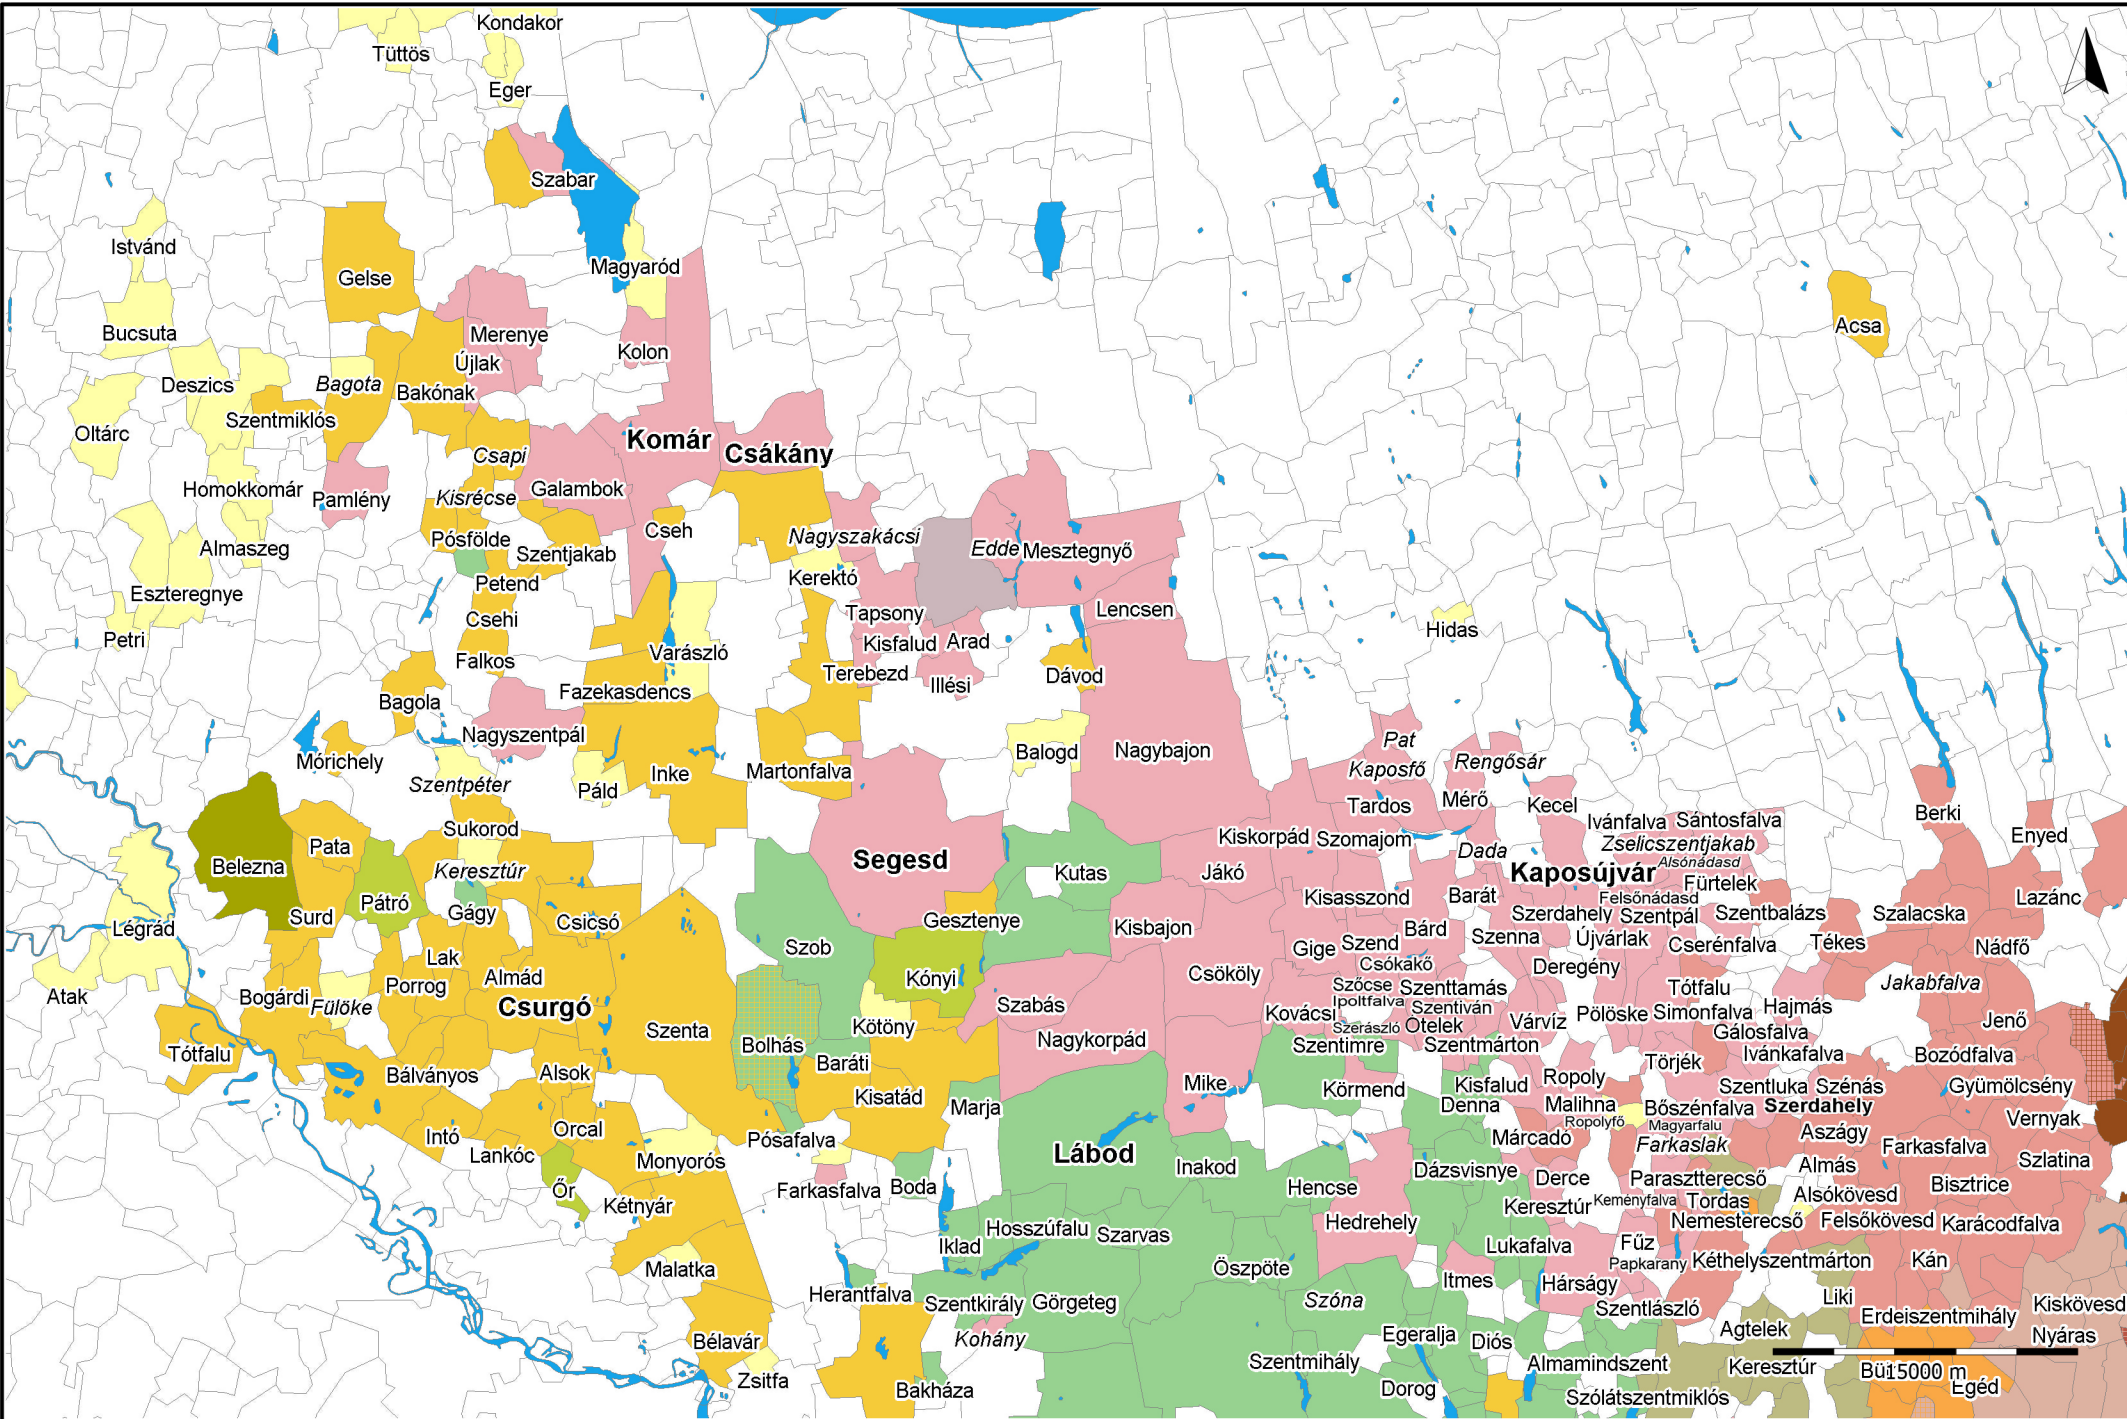 Kondakor
Tüttös
Eger
Szabar
Istvánd
Magyaród
Gelse
Bucsuta
Acsa
Merenye
Kolon
Újlak
Deszics
Bagota
Bakónak
Szentmiklós
Oltárc
Komár
Csákány
Csapi
Homokkomár
Pamlény
Kisrécse
Galambok
Cseh
Nagyszakácsi
Pósfölde
Almaszeg
Szentjakab
Edde
Mesztegnyő
Kerektó
Petend
Eszteregnye
Csehi
Tapsony
Lencsen
Petri
Kisfalud
Arad
Hidas
Varászló
Falkos
Terebezd
Illési
Dávod
Fazekasdencs
Bagola
Nagyszentpál
Pat
Balogd
Nagybajon
Mórichely
Rengősár
Kaposfő
Martonfalva
Inke
Szentpéter
Páld
Tardos
Mérő
Kecel
Berki
Ivánfalva
Sántosfalva
Sukorod
Kiskorpád
Szomajom
Enyed
Pata
Zselicszentjakab
Dada
Segesd
Alsónádasd
Belezna
Keresztúr
Kutas
Jákó
Kaposújvár
Fürtelek
Kisasszond
Barát
Felsőnádasd
Lazánc
Pátró
Gágy
Surd
Csicsó
Gesztenye
Szerdahely
Szentpál
Szentbalázs
Szalacska
Légrád
Kisbajon
Bárd
Szenna
Újvárlak
Cserénfalva
Tékes
Szob
Gige
Szend
Nádfő
Lak
Csókakő
Deregény
Almád
Kónyi
Csököly
Porrog
Szőcse
Szenttamás
Tótfalu
Jakabfalva
Atak
Bogárdi
Fülöke
Csurgó
Szabás
Ipoltfalva
Szentiván
Hajmás
Kovácsi
Várvíz
Pölöske
Simonfalva
Jenő
Szenta
Kötöny
Szerászló
Ötelek
Gálosfalva
Nagykorpád
Bolhás
Szentimre
Szentmárton
Ivánkafalva
Bozódfalva
Tótfalu
Baráti
Törjék
Bálványos
Alsok
Ropoly
Mike
Körmend
Kisfalud
Szentluka
Szénás
Gyümölcsény
Kisatád
Marja
Denna
Malihna
Bőszénfalva
Szerdahely
Ropolyfő
Magyarfalu
Vernyak
Intó
Orcal
Pósafalva
Márcadó
Farkaslak
Aszágy
Farkasfalva
Lankóc
Monyorós
Lábod
Inakod
Dázsvisnye
Almás
Szlatina
Őr
Farkasfalva
Boda
Hencse
Derce
Parasztterecső
Bisztrice
Kétnyár
Keresztúr
Keményfalva
Tordas
Alsókövesd
Hedrehely
Nemesterecső
Felsőkövesd
Karácodfalva
Hosszúfalu
Szarvas
Iklad
Lukafalva
Fűz
Malatka
Öszpöte
Papkarany
Kéthelyszentmárton
Kán
Itmes
Hárságy
Herantfalva
Szentkirály
Görgeteg
Szóna
Szentlászló
Liki
Kiskövesd
Erdeiszentmihály
Bélavár
Kohány
Egeralja
Diós
Agtelek
Nyáras
Szentmihály
Almamindszent
Keresztúr
Zsitfa
Bakháza
Dorog
Szólátszentmiklós
15000 m
Egéd